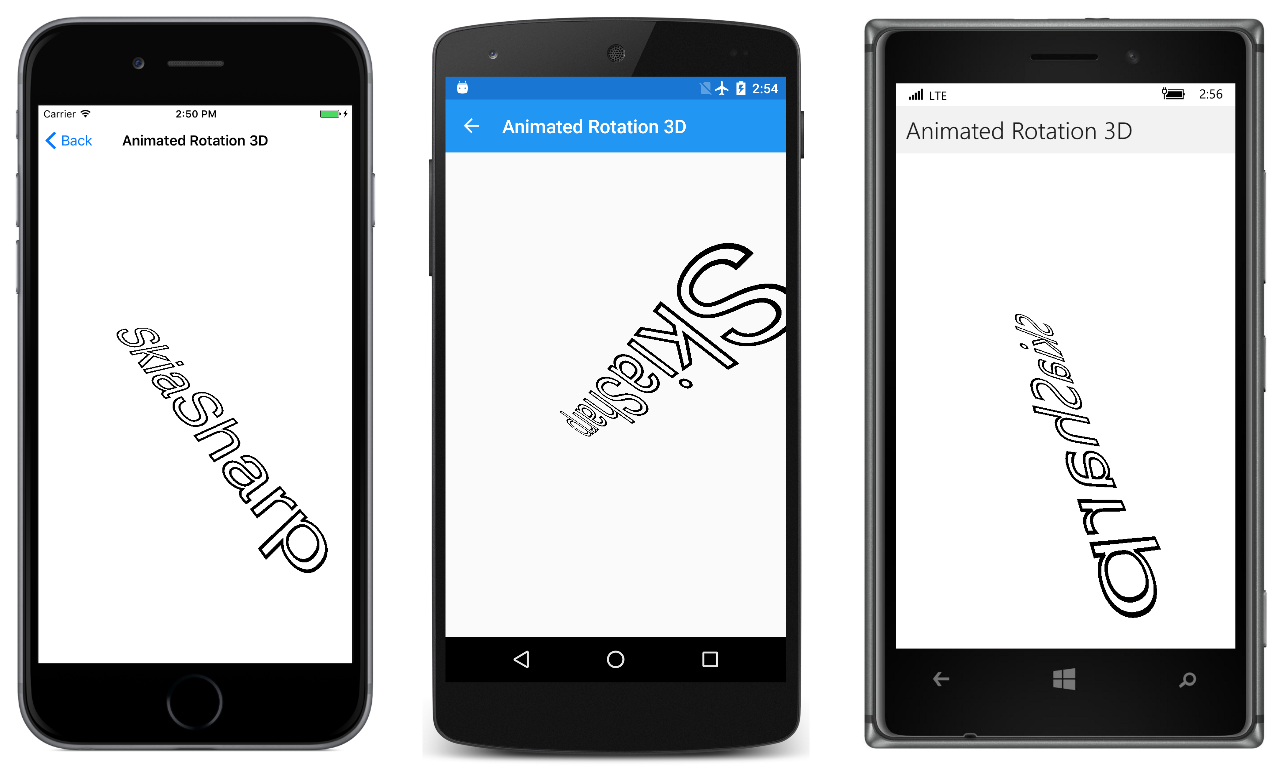 Carrier 2:50 PM
Back Animated Rotation 3D
SkiaSharp
2:54
Animated Rotation 3D
SkiaSharp
LTE 2:56
Animated Rotation 3D
SkiaSharp